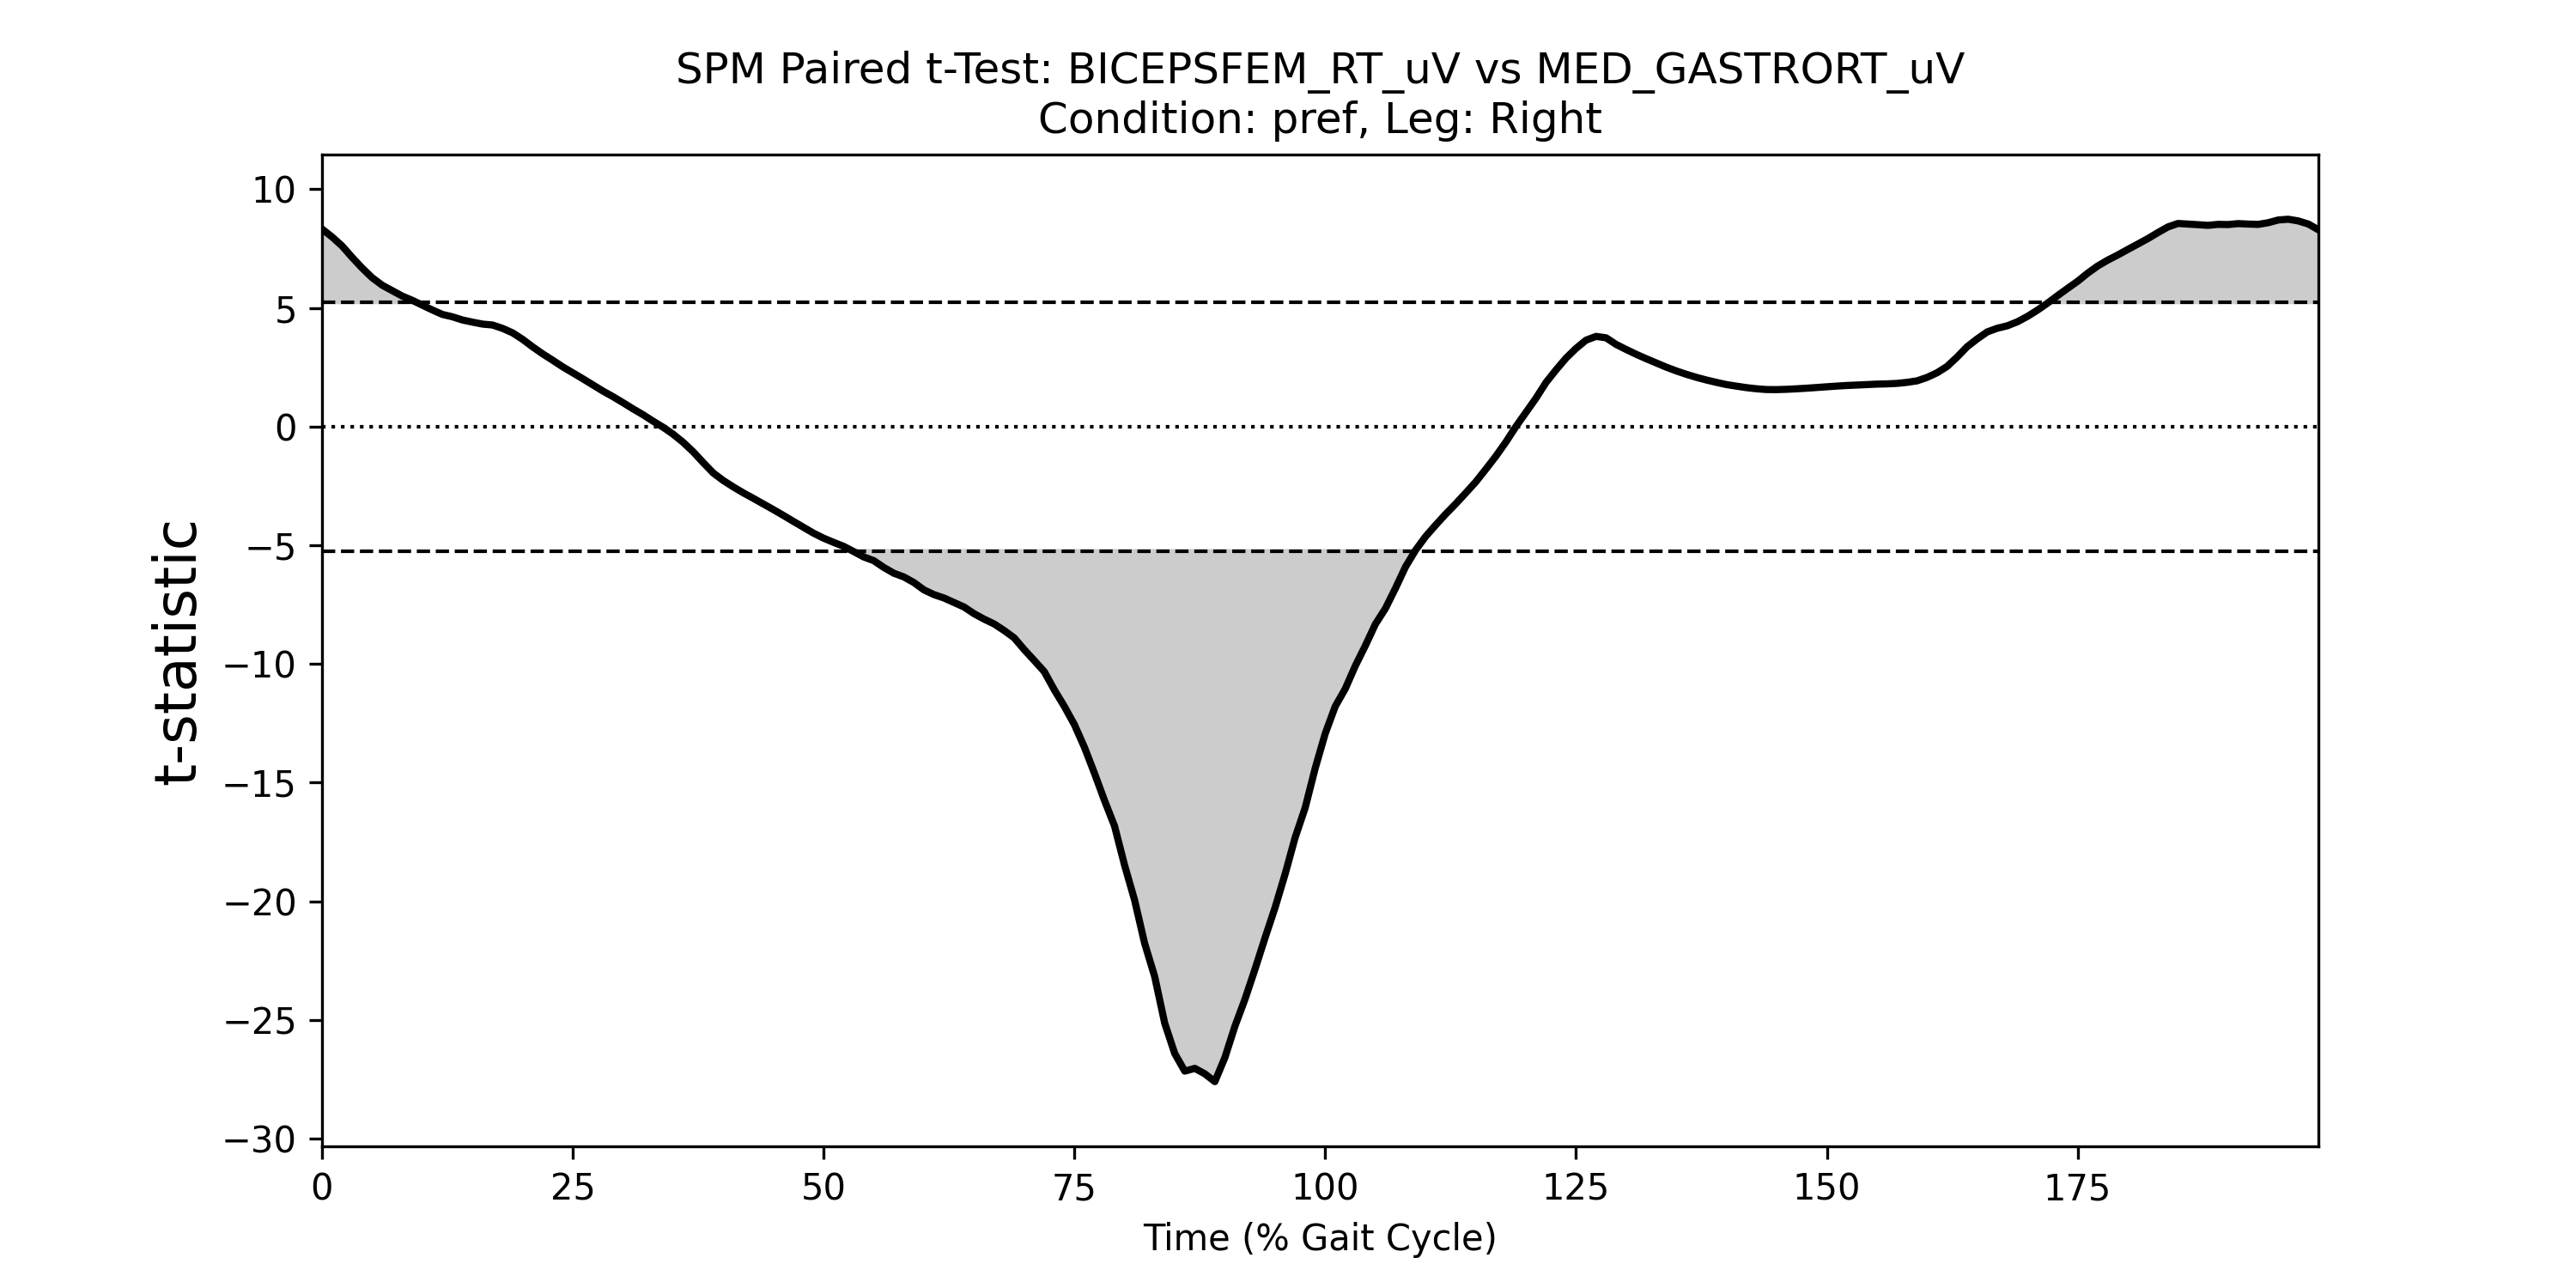 SPM Paired t-Test: BICEPSFEM_RT_uV vs MED_GASTRORT_uV
Condition: pref, Leg: Right
t-statistic
10
5
0
−5
−10
−15
−20
−25
−30
0 25 50 75 100 125 150 175
Time (% Gait Cycle)